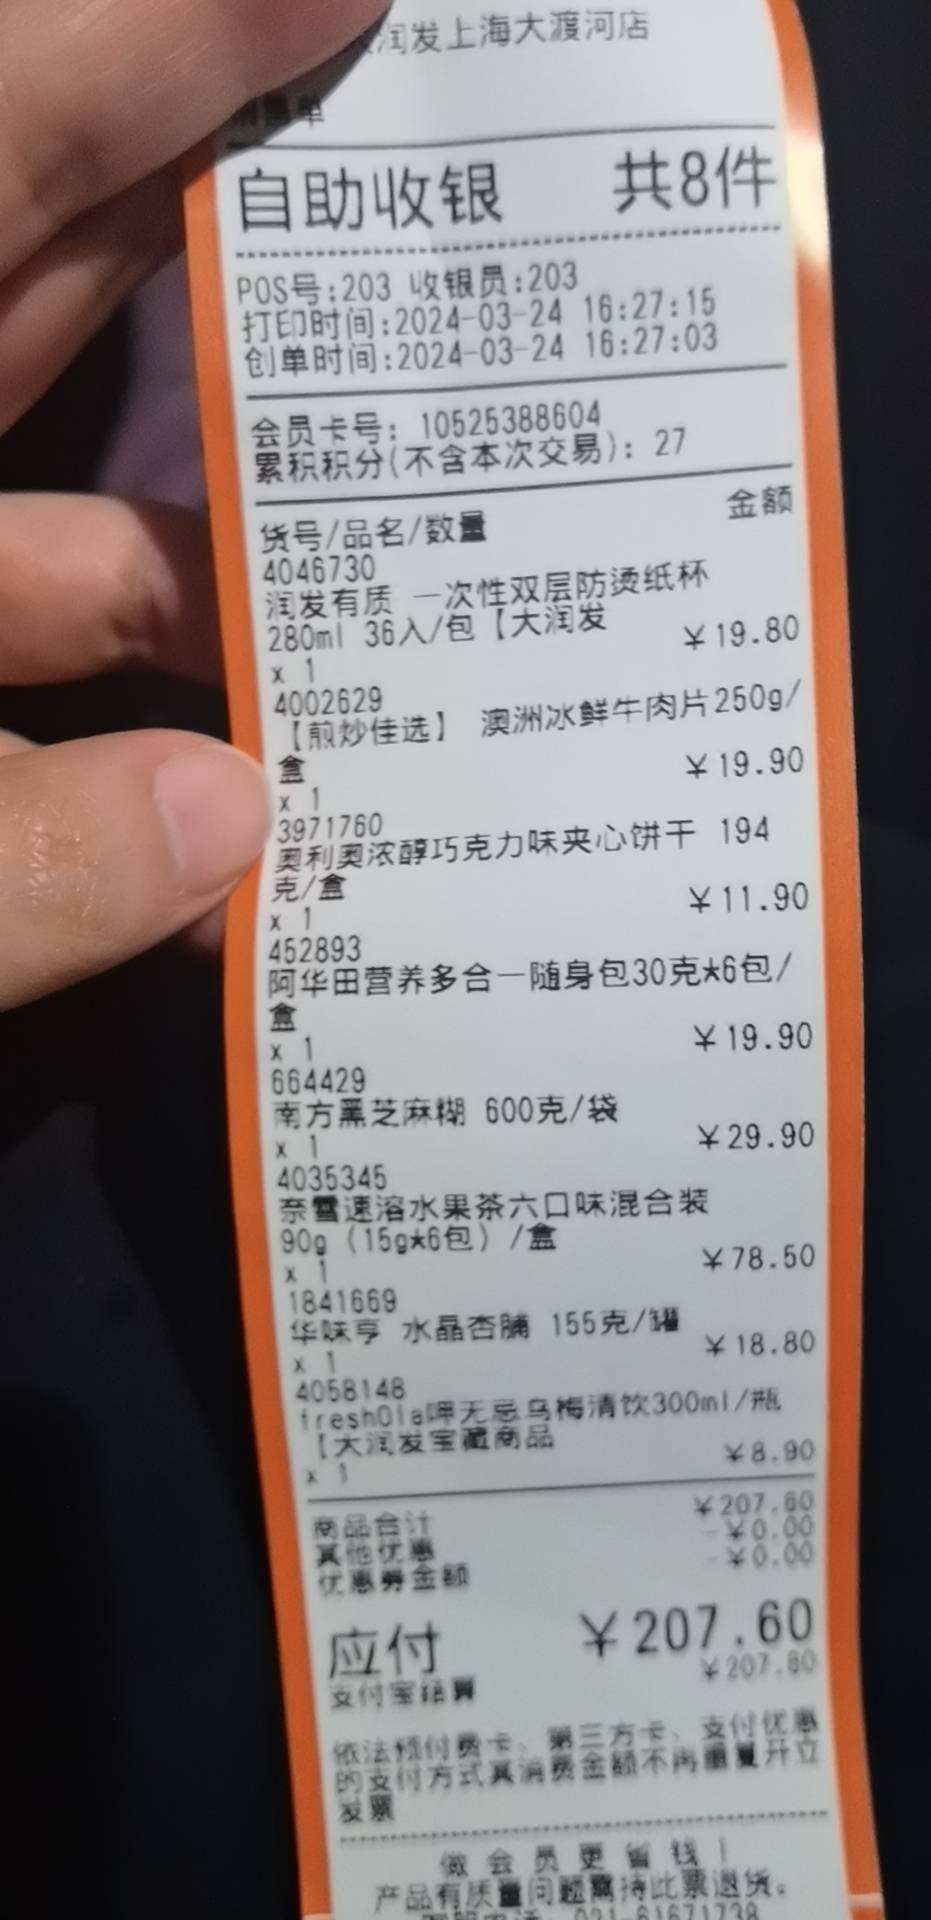 润发上海大渡河店
单
自助收银 共8件
POS号:203 收银员:203
打印时间:2024-03-24 16:27:15
创单时间:2024-03-24 16:27:03
会员卡号: 10525388604
累积积分(不含本次交易): 27
货号/品名/数量 金额
4046730
润发有质 一次性双层防烫纸杯
280ml 36入/包【大润发 ¥19.80
x 1
4002629
【煎炒佳选】 澳洲冰鲜牛肉片250g/
盒 ¥19.90
x 1
3971760
奥利奥浓醇巧克力味夹心饼干 194
克/盒 ¥11.90
x 1
452893
阿华田营养多合一随身包30克*6包/
盒 ¥19.90
x 1
664429
南方黑芝麻糊 600克/袋
x 1 ¥29.90
4035345
奈雪速溶水果茶六口味混合装
90g (15g*6包) /盒 ¥78.50
x 1
1841669
华味亨 水晶杏脯 155克/罐
x 1 ¥18.80
4058148
freshOla呷无忌乌梅清饮300ml/瓶
【大润发宝藏商品 ¥8.90
x 1
商品合计 ¥207.60
其他优惠 -¥0.00
优惠券金额 -¥0.00
应付 ¥207.60
支付宝结算 ¥207.60
依法预付费卡、第三方卡、支付优惠
的支付方式其消费金额不再重复开立
发票
做会员更省钱!
产品有质量问题需持此票退货。
021-61671738